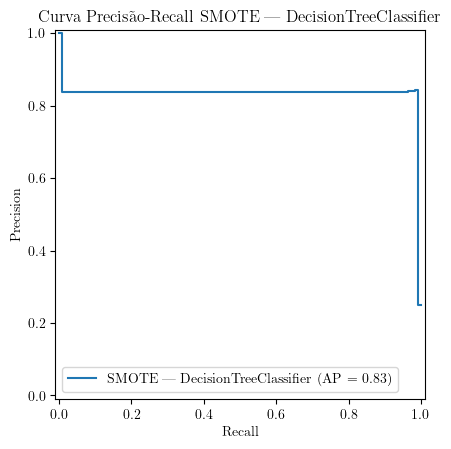 Curva Precisão-Recall SMOTE — DecisionTreeClassifier
1.0
0.8
0.6
0.4
0.2
0.0
Precision
SMOTE — DecisionTreeClassifier (AP = 0.83)
0.0 0.2 0.4 0.6 0.8 1.0
Recall